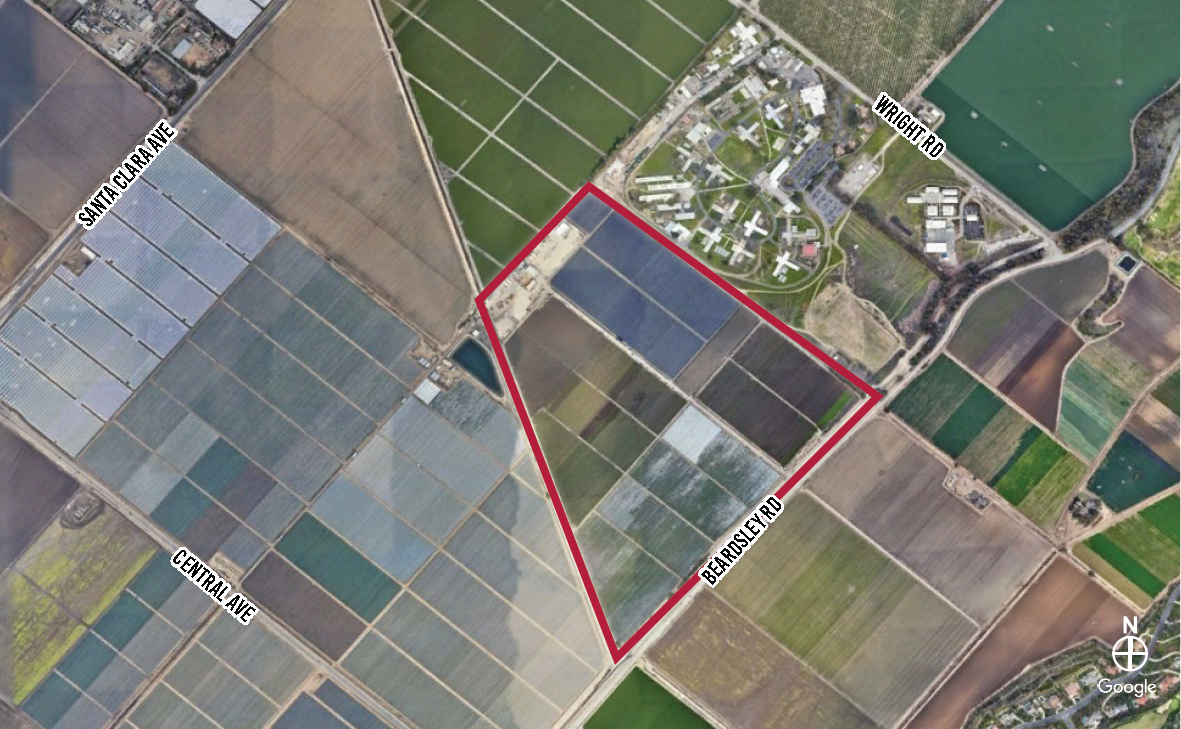 WRIGHT RD
SANTA CLARA AVE
BEARDSLEY RD
CENTRAL AVE
N
Google